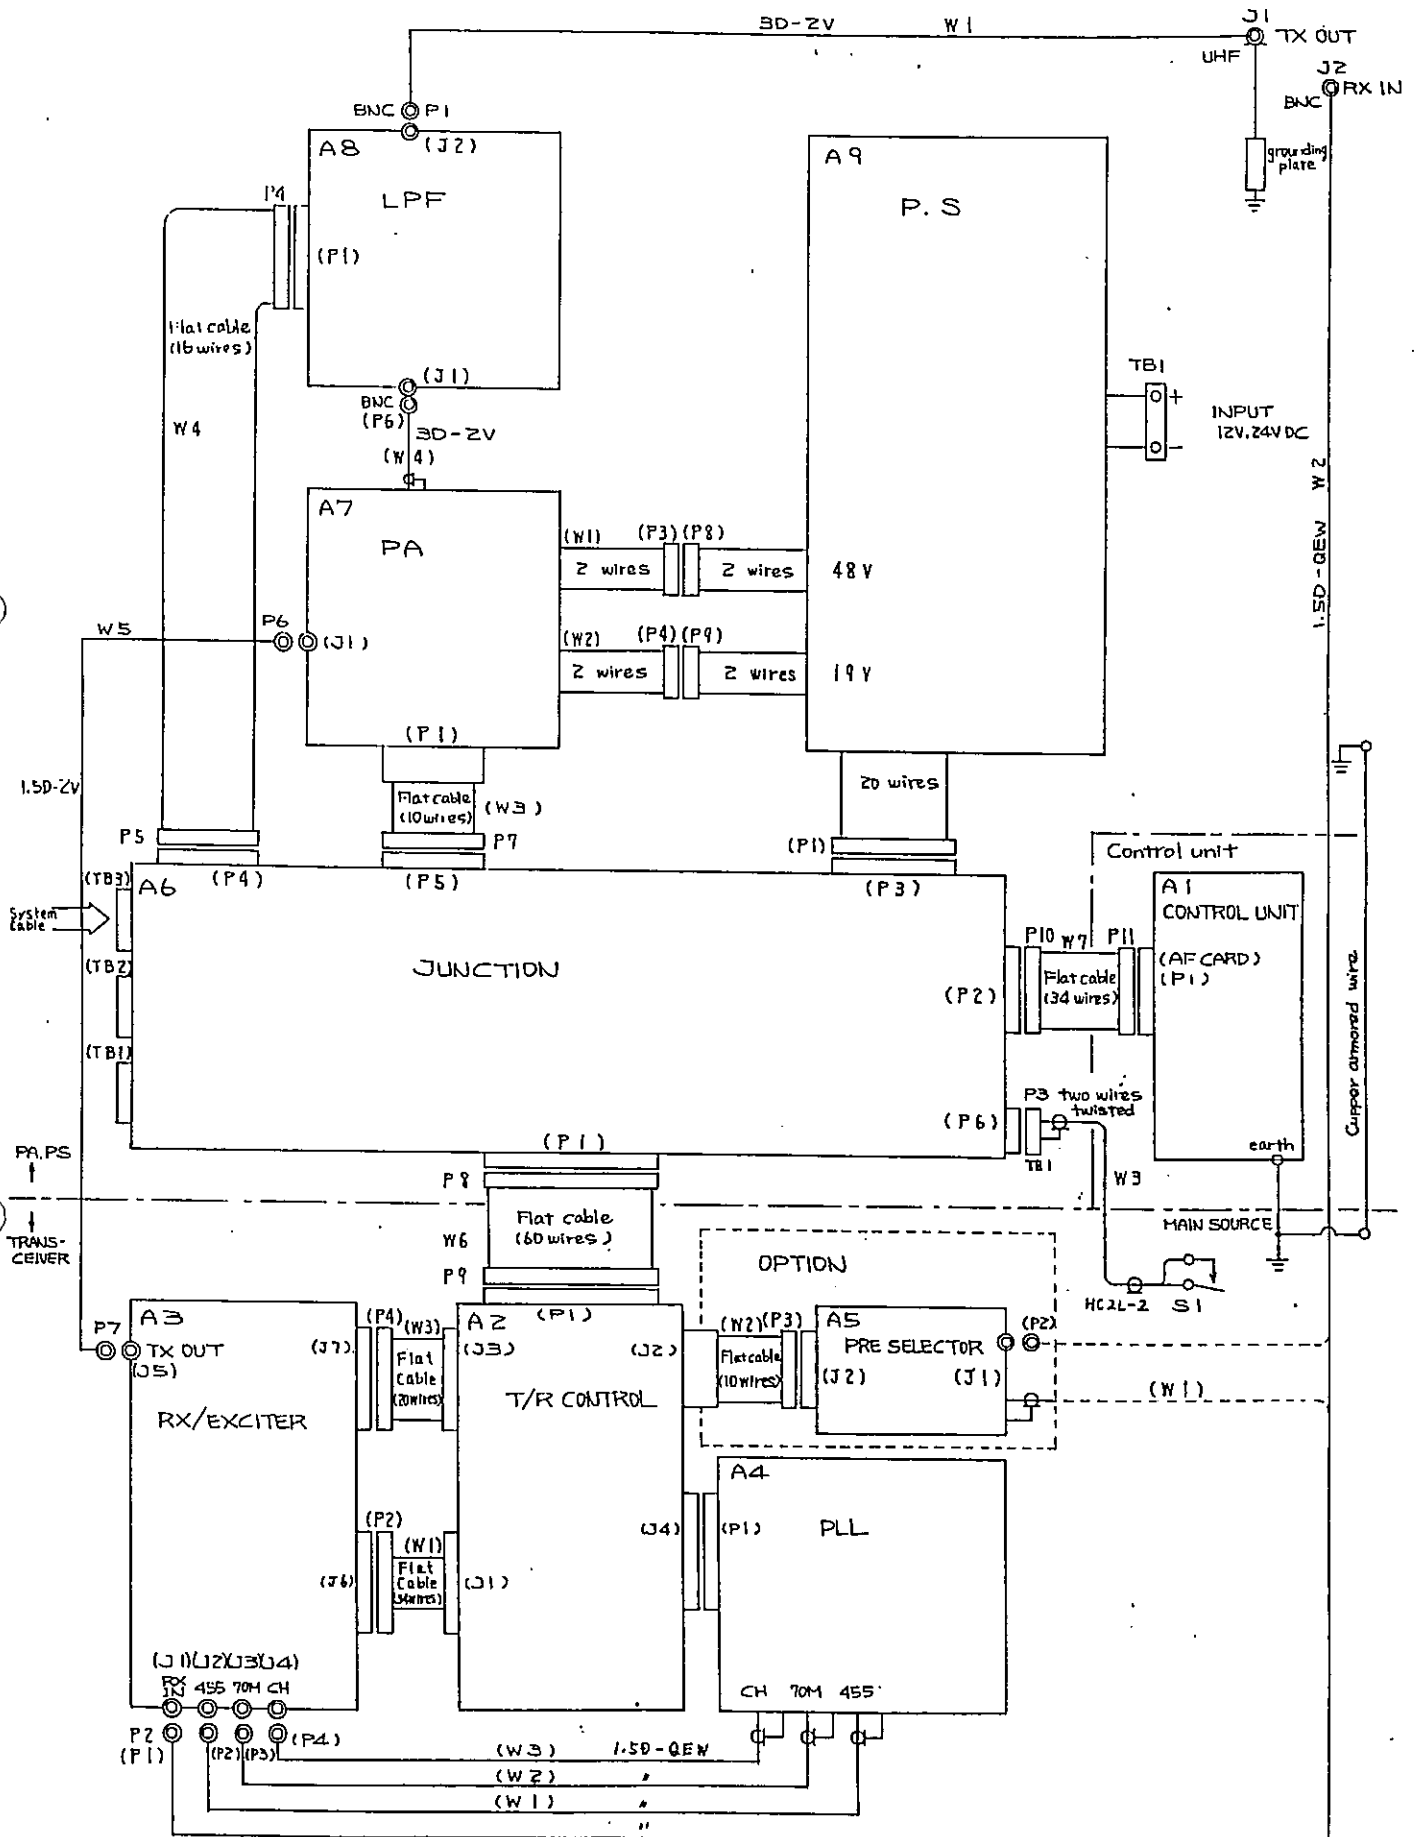 3D-2V W1
J1
TX OUT
UHF
J2
RX IN
BNC
grounding
plate
BNC P1
(J2)
A8
LPF
P4
(P1)
Flat cable
(16 wires)
W4
(J1)
BNC
(P6)
3D-2V
(W4)
A9
P.S
TB1
+
-
INPUT
12V.24V DC
1.5D-QEW W2
A7
PA
(W1) (P3) (P8)
2 wires 2 wires 48V
(W2) (P4) (P9)
2 wires 2 wires 19V
W5
P6
(J1)
(P1)
1.5D-2V
Flat cable
(10 wires)
(W3)
P5
P7
20 wires
(P1)
Control unit
(TB3)
A6
(P4)
(P5)
(P3)
System
Cable
(TB2)
(TB1)
JUNCTION
(P2)
P10 W7 P11
Flat cable
(34 wires)
A1
CONTROL UNIT
(AF CARD)
(P1)
Cuppor armored wire
(P6)
P3 two wires
twisted
TB1
W3
earth
(P1)
PA.PS
TRANS-
CEIVER
P8
Flat cable
(60 wires)
W6
P9
MAIN SOURCE
HC2L-2 S1
OPTION
P7
A3
TX OUT
(J5)
RX/EXCITER
(J7)
(P4) (W3)
Flat
Cable
(20wires)
A2
(P1)
(J3)
(J2)
T/R CONTROL
(W2) (P3)
Flat cable
(10 wires)
A5
PRE SELECTOR
(J2)
(J1)
(P2)
(W1)
(P2)
(W1)
Flat
Cable
(J6)
(J1)
(J4)
A4
(P1)
PLL
(J1)(J2)(J3)(J4)
RX
IN 455 70M CH
P2
(P1)
(P2) (P3)
(P4)
CH 70M 455
(W3) 1.5D-QEW
(W2) "
(W1) "
"